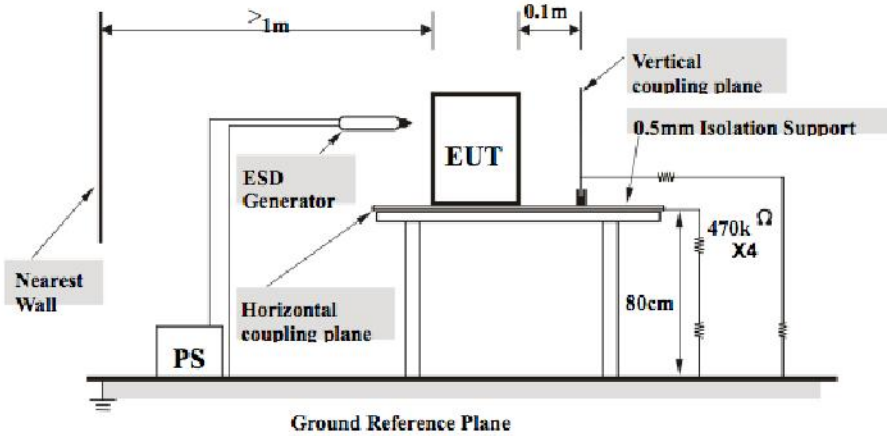 >1m
0.1m
Vertical
coupling plane
0.5mm Isolation Support
EUT
ESD
Generator
470k Ω
X4
Nearest
Wall
Horizontal
coupling plane
80cm
PS
Ground Reference Plane